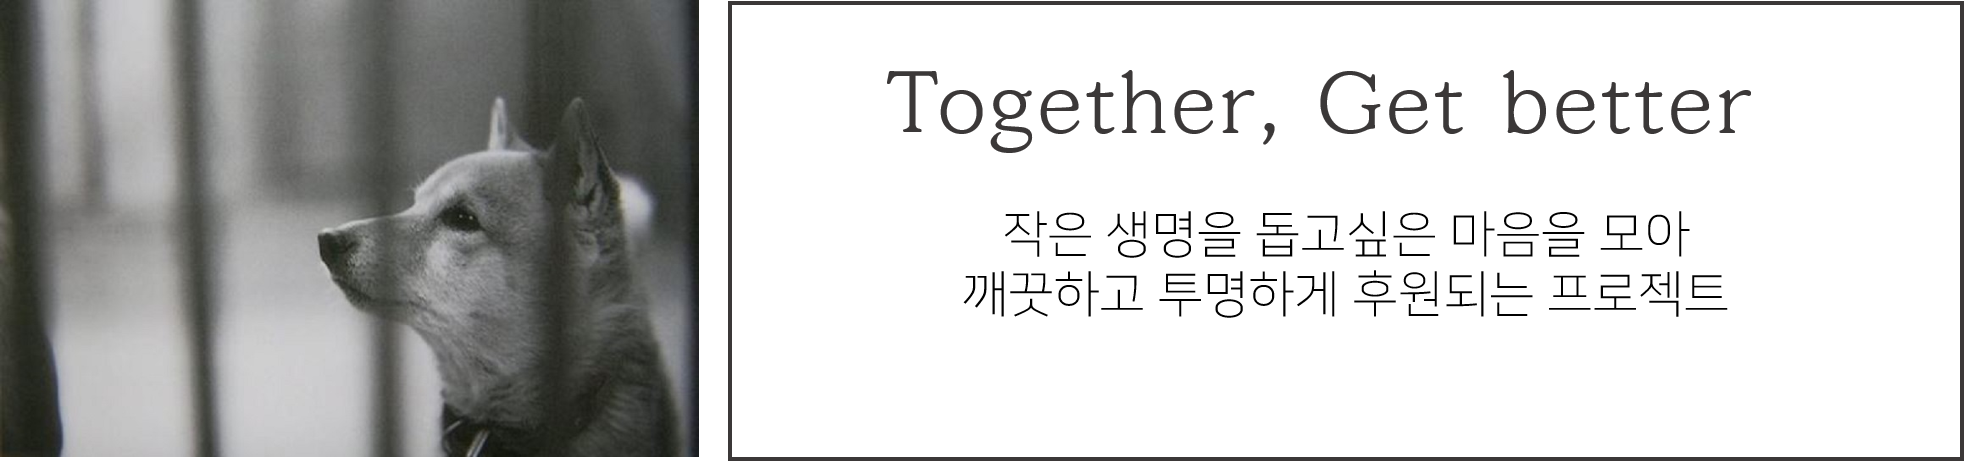 Together, Get better
작은 생명을 돕고싶은 마음을 모아
깨끗하고 투명하게 후원되는 프로젝트